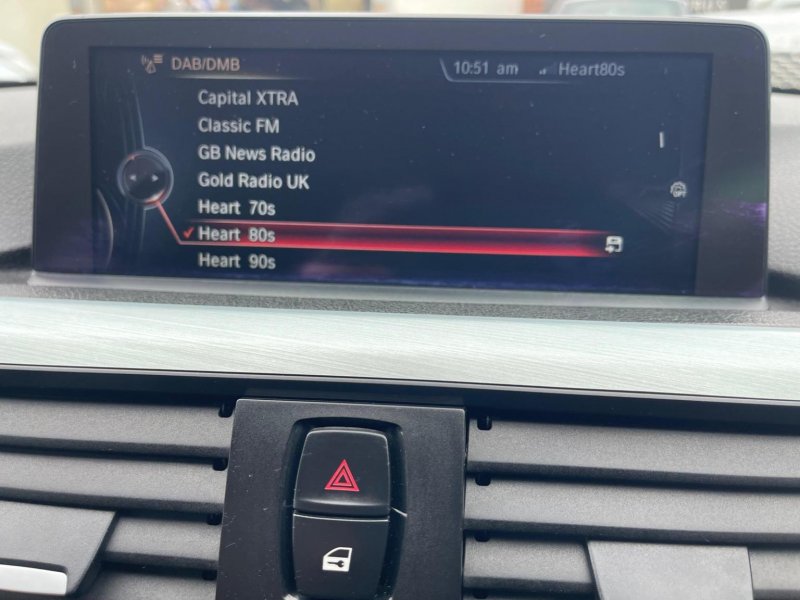 DAB/DMB
10:51 am Heart80s
Capital XTRA
Classic FM
GB News Radio
Gold Radio UK
Heart 70s
Heart 80s
Heart 90s
OPT